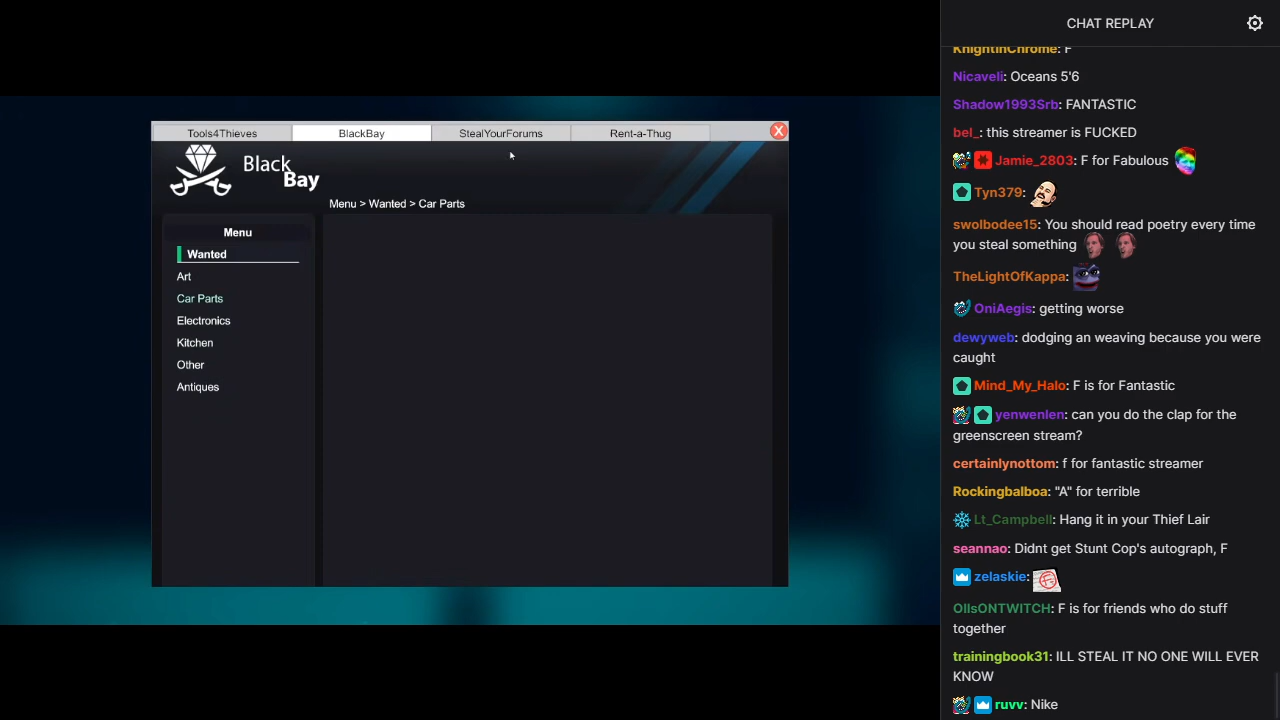 Tools4Thieves
BlackBay
StealYourForums
Rent-a-Thug
X
Black
Bay
Menu > Wanted > Car Parts
Menu
Wanted
Art
Car Parts
Electronics
Kitchen
Other
Antiques
CHAT REPLAY
KnightInChrome: F
Nicaveli: Oceans 5'6
Shadow1993Srb: FANTASTIC
bel_: this streamer is FUCKED
Jamie_2803: F for Fabulous
Tyn379:
swolbodee15: You should read poetry every time
you steal something
TheLightOfKappa:
OniAegis: getting worse
dewyweb: dodging an weaving because you were
caught
Mind_My_Halo: F is for Fantastic
yenwenlen: can you do the clap for the
greenscreen stream?
certainlynottom: f for fantastic streamer
Rockingbalboa: "A" for terrible
Lt_Campbell: Hang it in your Thief Lair
seannao: Didnt get Stunt Cop's autograph, F
zelaskie:
OllsONTWITCH: F is for friends who do stuff
together
trainingbook31: ILL STEAL IT NO ONE WILL EVER
KNOW
ruvv: Nike